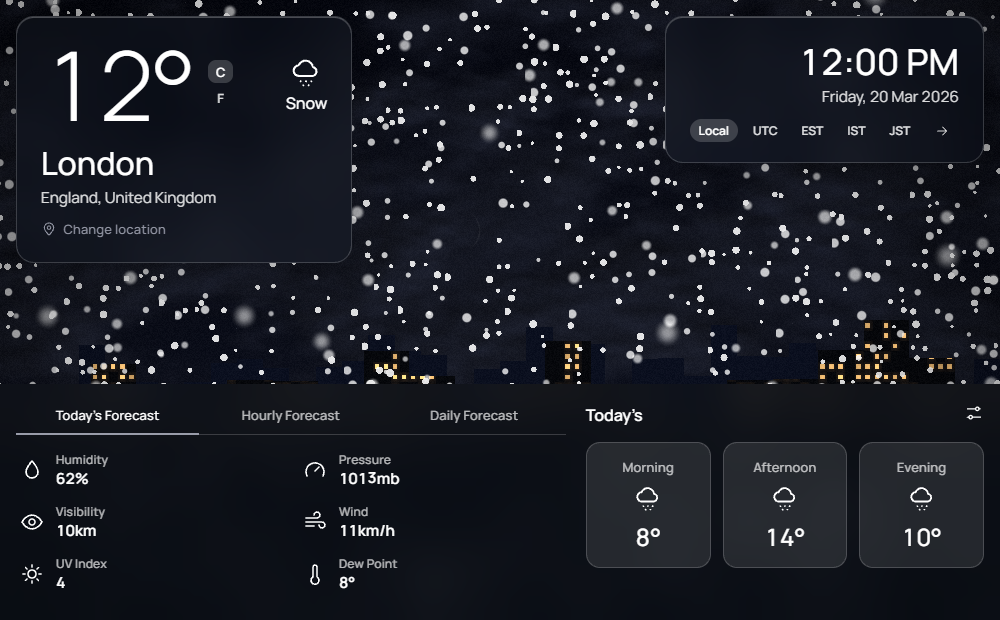 12°
C
F
Snow
London
England, United Kingdom
Change location
12:00 PM
Friday, 20 Mar 2026
Local UTC EST IST JST →
Today's Forecast Hourly Forecast Daily Forecast
Humidity
62%
Pressure
1013mb
Visibility
10km
Wind
11km/h
UV Index
4
Dew Point
8°
Today's
Morning
8°
Afternoon
14°
Evening
10°